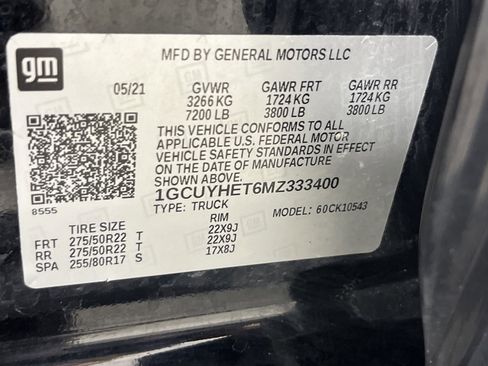 gm
MFD BY GENERAL MOTORS LLC
05/21 GVWR GAWR FRT GAWR RR
3266 KG 1724 KG 1724 KG
7200 LB 3800 LB 3800 LB
THIS VEHICLE CONFORMS TO ALL
APPLICABLE U.S. FEDERAL MOTOR
VEHICLE SAFETY STANDARDS IN EFFECT
ON THE DATE OF MANUFACTURE
SHOWN ABOVE.
1GCUYHET6MZ333400
TYPE: TRUCK MODEL: 60CK10543
8555
TIRE SIZE RIM
FRT 275/50R22 T 22X9J
RR 275/50R22 T 22X9J
SPA 255/80R17 S 17X8J